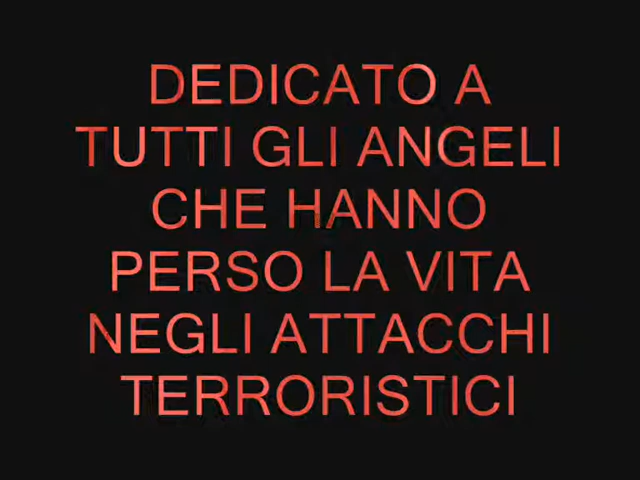 DEDICATO A
TUTTI GLI ANGELI
CHE HANNO
PERSO LA VITA
NEGLI ATTACCHI
TERRORISTICI